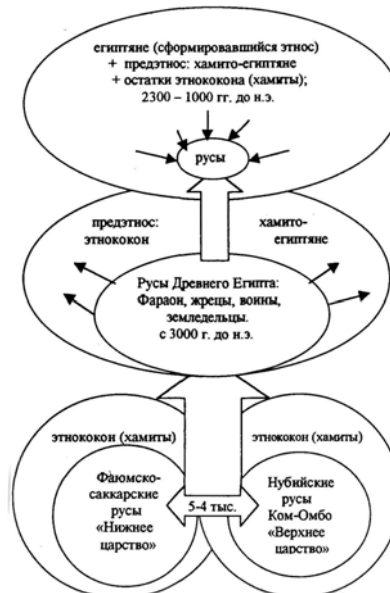 египтяне (сформировавшийся этнос)
+ предэтнос: хамито-египтяне
+ остатки этнококона (хамиты);
2300 – 1000 гг. до н.э.
русы
предэтнос:
этнококон
хамито-
египтяне
Русы Древнего Египта:
Фараон, жрецы, воины,
земледельцы.
с 3000 г. до н.э.
этнококон (хамиты)
этнококон (хамиты)
Фаюмско-
саккарские
русы
«Нижнее
царство»
5-4 тыс.
Нубийские
русы
Ком-Омбо
«Верхнее
царство»